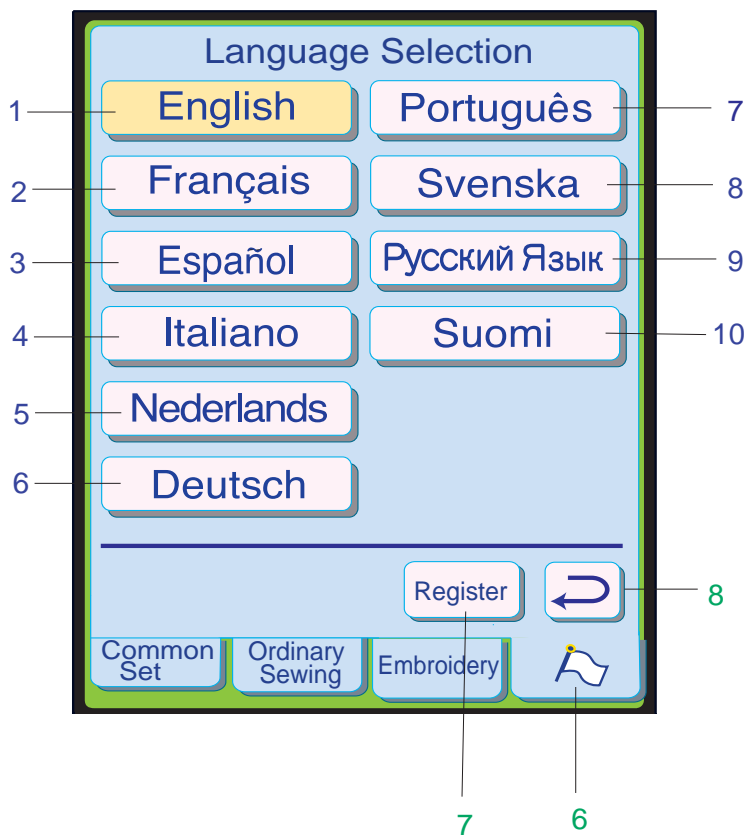 Language Selection
1 English Português 7
2 Français Svenska 8
3 Español Русский Язык 9
4 Italiano Suomi 10
5 Nederlands
6 Deutsch
Register 8
Common
Set
Ordinary
Sewing
Embroidery
7 6